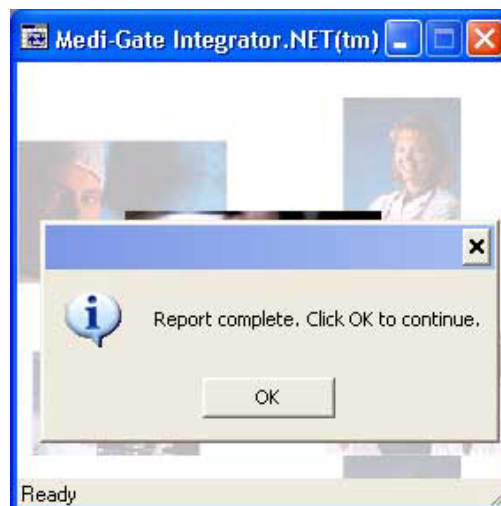 Medi-Gate Integrator.NET(tm)
Report complete. Click OK to continue.
OK
Ready